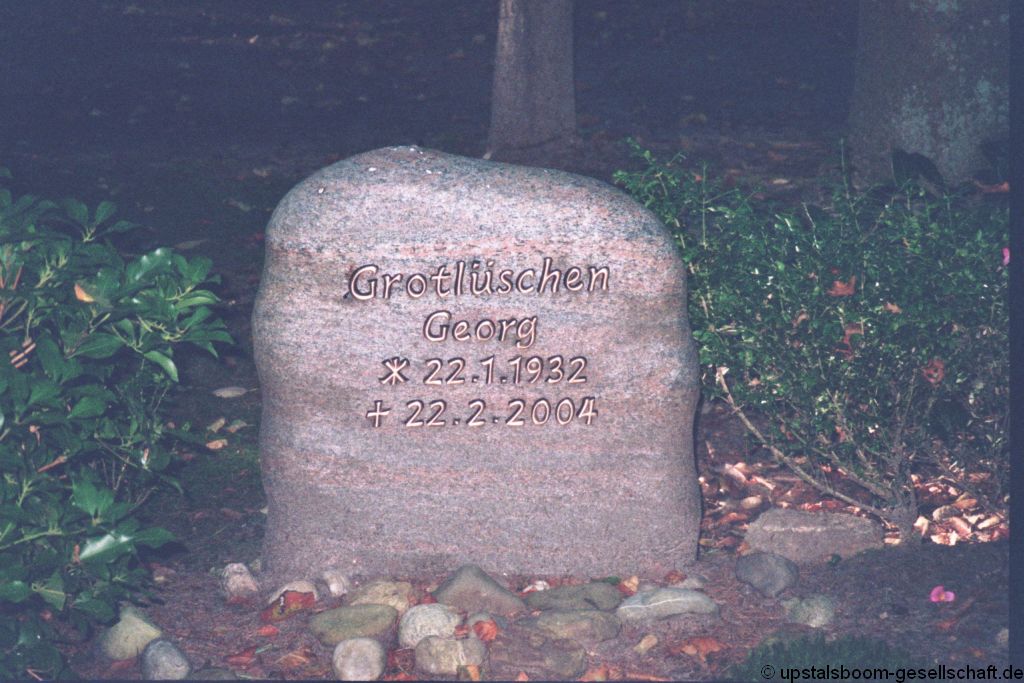 Grotlüschen
Georg
* 22.1.1932
† 22.2.2004
© upstalsboom-gesellschaft.de